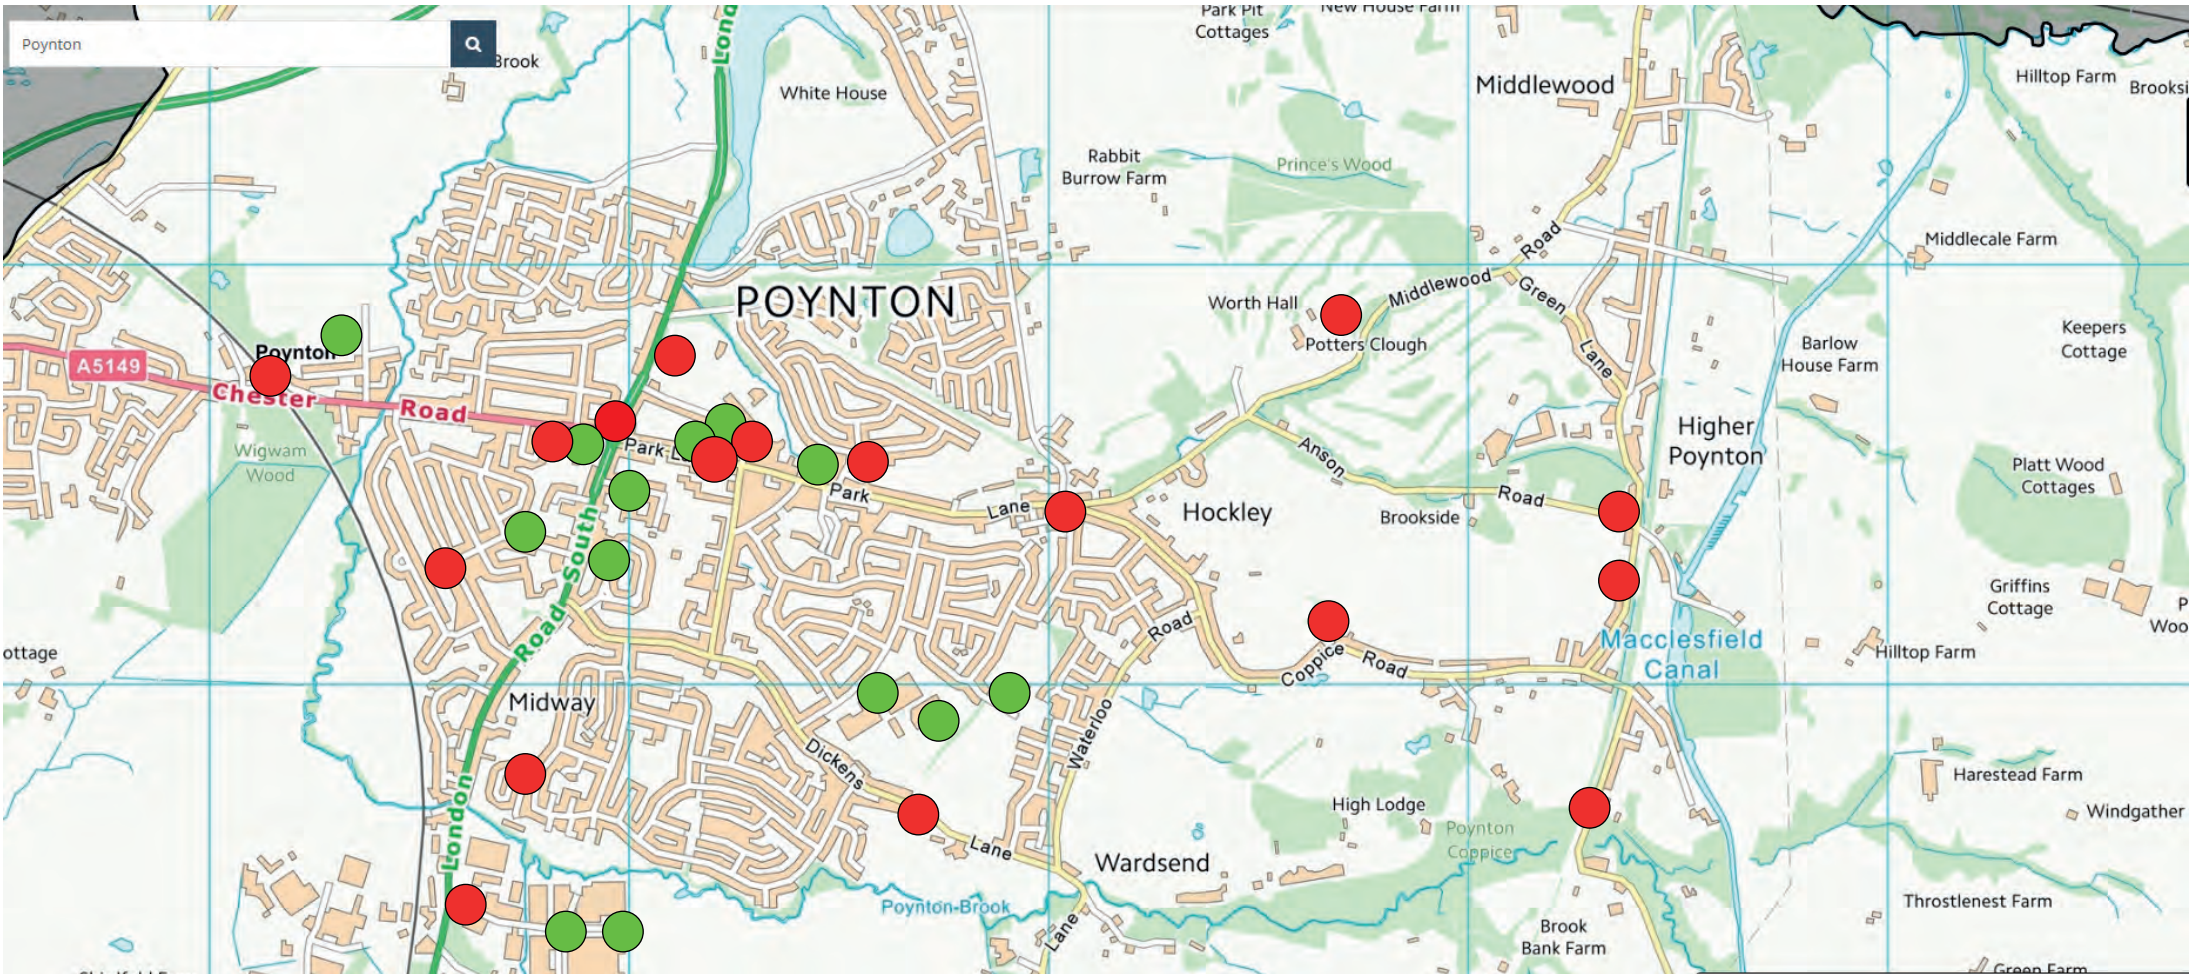 Poynton
Brook
Lond
White House
Park Pit
Cottages
New House Farm
Middlewood
Hilltop Farm
Rabbit
Burrow Farm
Prince's Wood
Middlecale Farm
Road
Middlewood
Green
Lane
POYNTON
Worth Hall
Potters Clough
Barlow
House Farm
Keepers
Cottage
Poynton
A5149
Chester
Road
Park
Wigwam
Wood
Park
Lane
Hockley
Anson
Road
Brookside
Higher
Poynton
Platt Wood
Cottages
Griffins
Cottage
South
Road
London
Midway
ottage
Road
Coppice
Road
Macclesfield
Canal
Hilltop Farm
Waterloo
Dickens
Lane
High Lodge
Poynton
Coppice
Harestead Farm
Windgather
Wardsend
Poynton Brook
Lane
Brook
Bank Farm
Throstlenest Farm
Green Farm